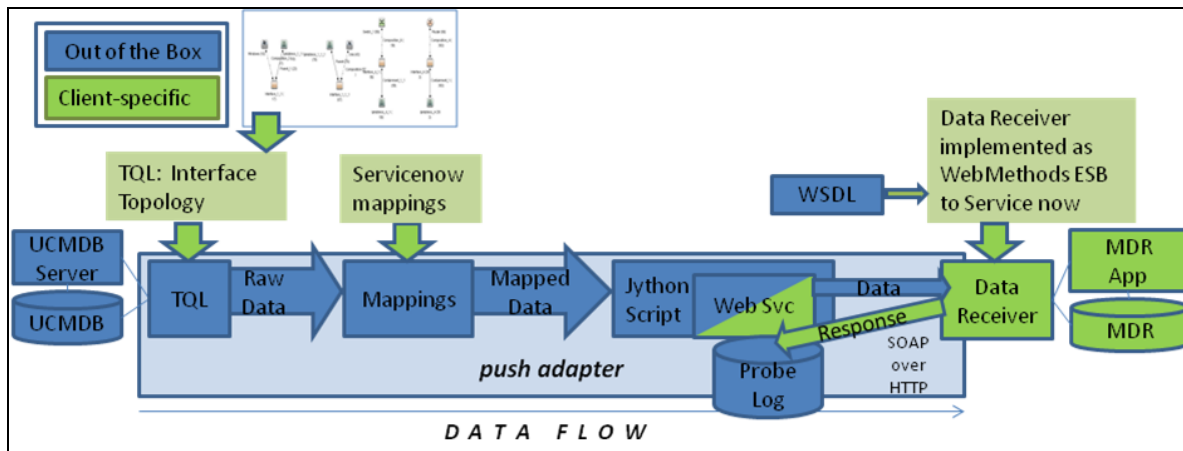 Out of the Box
Client-specific
TQL: Interface
Topology
Servicenow
mappings
WSDL
Data Receiver
implemented as
WebMethods ESB
to Service now
UCMDB
Server
UCMDB
TQL
Raw
Data
Mappings
Mapped
Data
Jython
Script
Web Svc
Data
Response
Data
Receiver
MDR
App
MDR
SOAP
over
HTTP
Probe
Log
push adapter
DATA FLOW